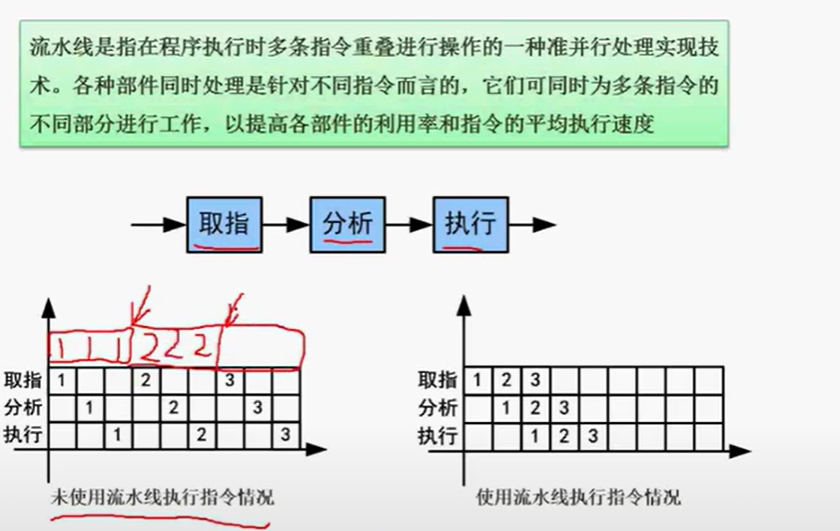 流水线是指在程序执行时多条指令重叠进行操作的一种准并行处理实现技
术。各种部件同时处理是针对不同指令而言的，它们可同时为多条指令的
不同部分进行工作，以提高各部件的利用率和指令的平均执行速度
取指 分析 执行
1 1 1 2 2 2
取指 1 2 3
分析 1 2 3
执行 1 2 3
未使用流水线执行指令情况
取指 1 2 3
分析 1 2 3
执行 1 2 3
使用流水线执行指令情况